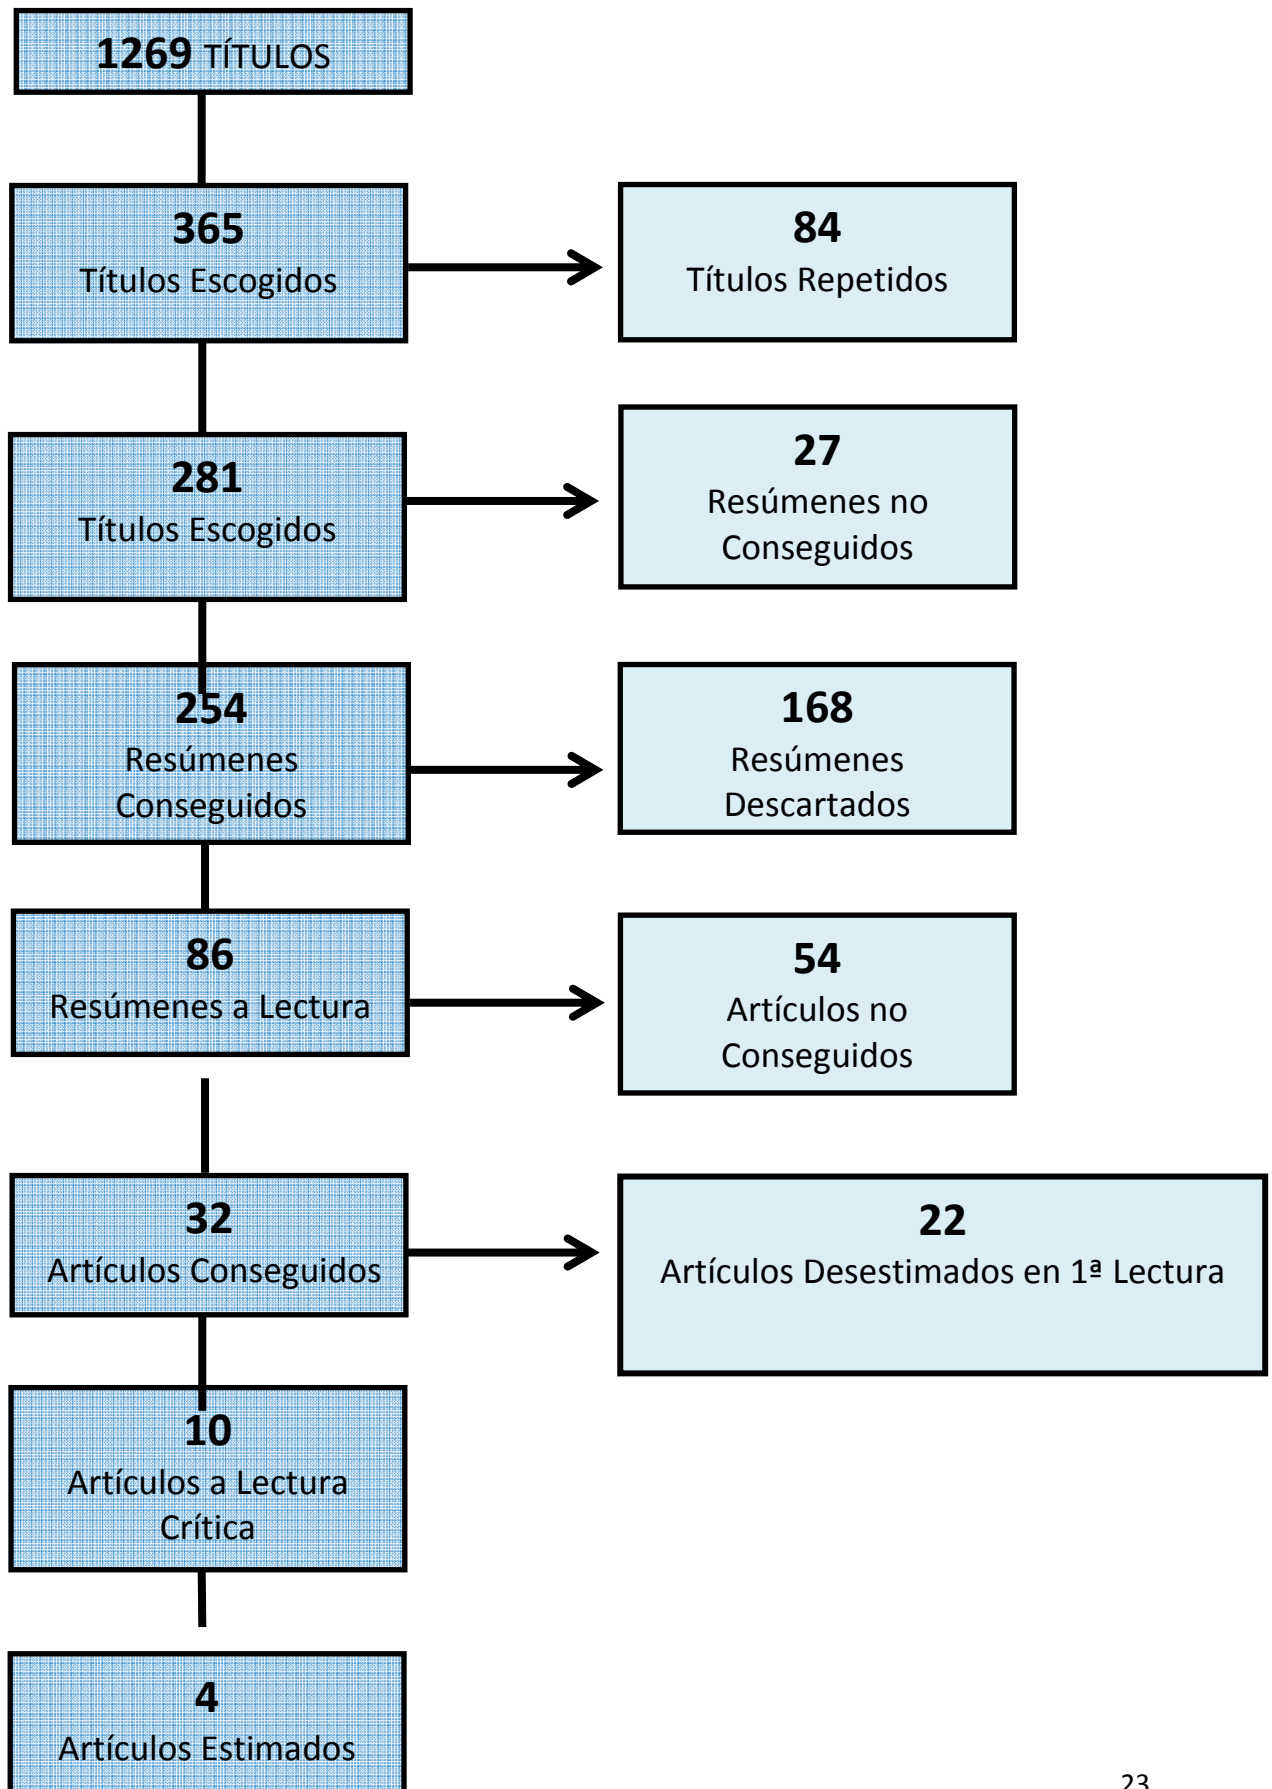 1269 TÍTULOS
365
Títulos Escogidos
84
Títulos Repetidos
281
Títulos Escogidos
27
Resúmenes no
Conseguidos
254
Resúmenes
Conseguidos
168
Resúmenes
Descartados
86
Resúmenes a Lectura
54
Artículos no
Conseguidos
32
Artículos Conseguidos
22
Artículos Desestimados en 1ª Lectura
10
Artículos a Lectura
Crítica
4
Artículos Estimados
23